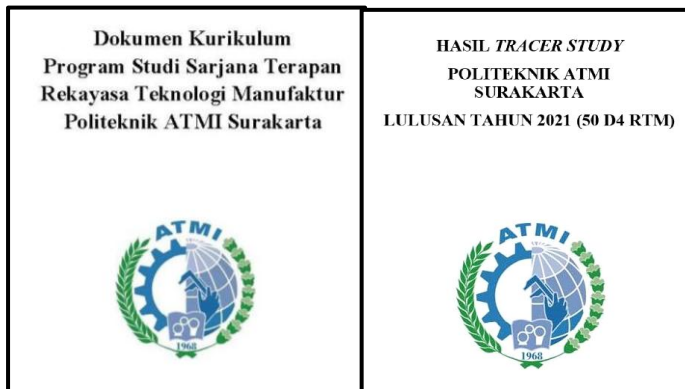 Dokumen Kurikulum
Program Studi Sarjana Terapan
Rekayasa Teknologi Manufaktur
Politeknik ATMI Surakarta
ATMI
1968
HASIL TRACER STUDY
POLITEKNIK ATMI
SURAKARTA
LULUSAN TAHUN 2021 (50 D4 RTM)
ATMI
1968